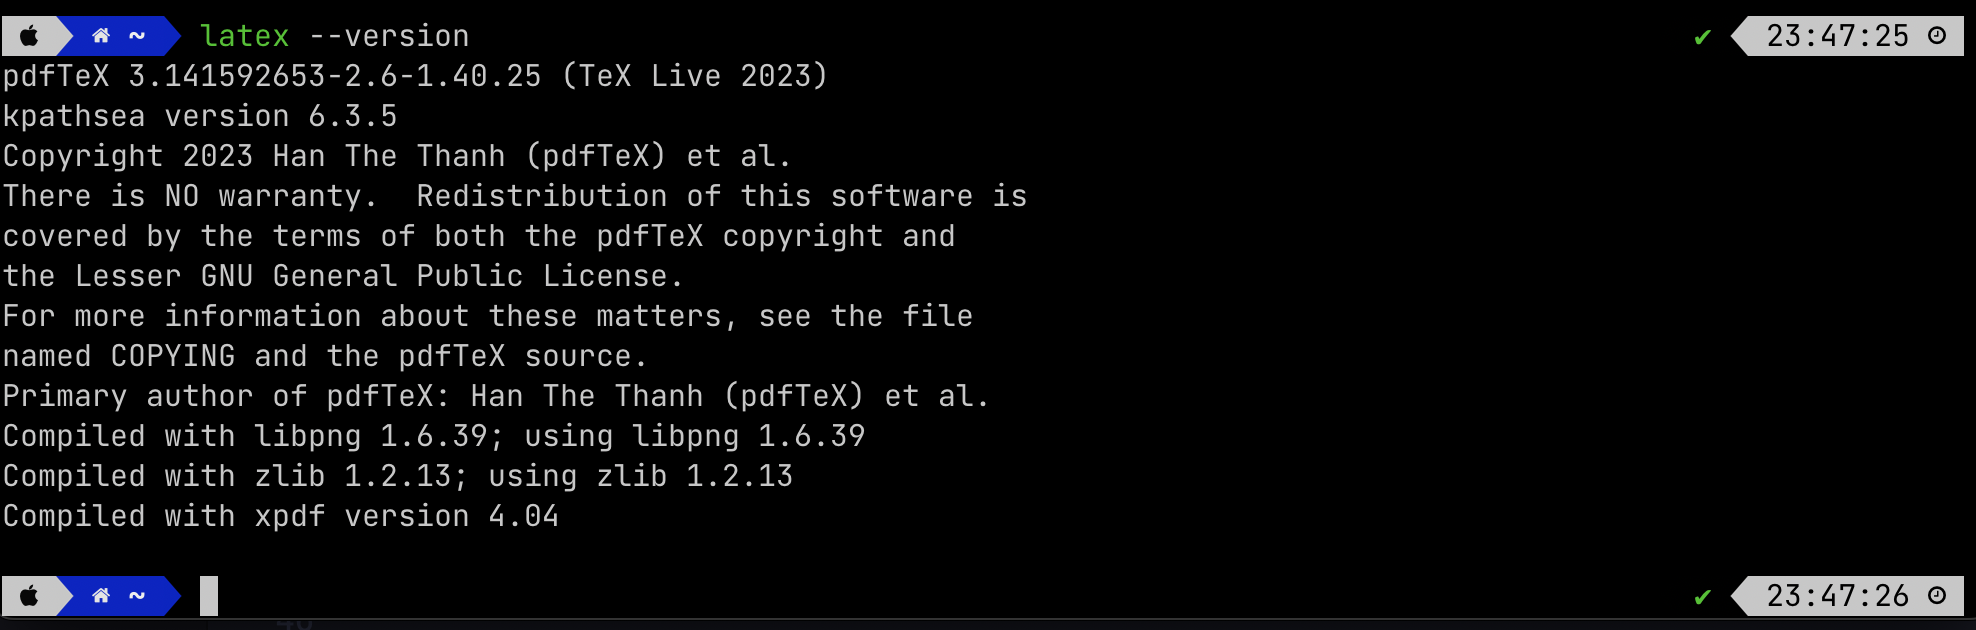 ~ latex --version ✔ 23:47:25
pdfTeX 3.141592653-2.6-1.40.25 (TeX Live 2023)
kpathsea version 6.3.5
Copyright 2023 Han The Thanh (pdfTeX) et al.
There is NO warranty.  Redistribution of this software is
covered by the terms of both the pdfTeX copyright and
the Lesser GNU General Public License.
For more information about these matters, see the file
named COPYING and the pdfTeX source.
Primary author of pdfTeX: Han The Thanh (pdfTeX) et al.
Compiled with libpng 1.6.39; using libpng 1.6.39
Compiled with zlib 1.2.13; using zlib 1.2.13
Compiled with xpdf version 4.04
~ ✔ 23:47:26